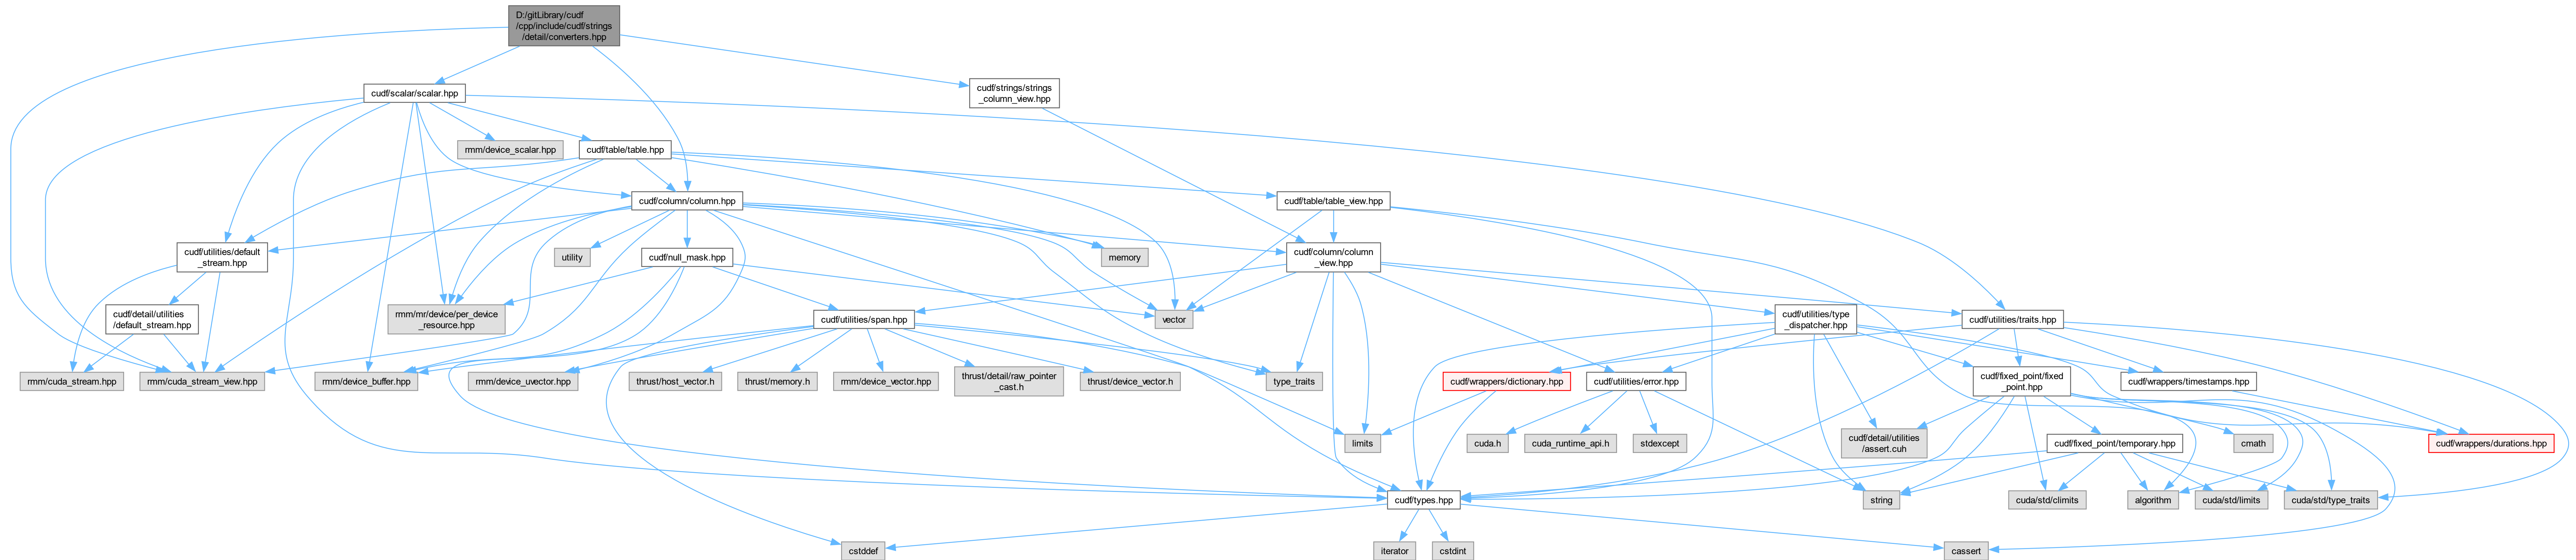 D:/gitLibrary/cudf
/cpp/include/cudf/strings
/detail/converters.hpp
cudf/scalar/scalar.hpp
cudf/strings/strings
_column_view.hpp
rmm/device_scalar.hpp
cudf/table/table.hpp
cudf/column/column.hpp
cudf/table/table_view.hpp
cudf/utilities/default
_stream.hpp
utility
cudf/null_mask.hpp
memory
cudf/column/column
_view.hpp
cudf/detail/utilities
/default_stream.hpp
rmm/mr/device/per_device
_resource.hpp
cudf/utilities/span.hpp
vector
cudf/utilities/type
_dispatcher.hpp
cudf/utilities/traits.hpp
rmm/cuda_stream.hpp
rmm/cuda_stream_view.hpp
rmm/device_buffer.hpp
rmm/device_uvector.hpp
thrust/host_vector.h
thrust/memory.h
rmm/device_vector.hpp
thrust/detail/raw_pointer
_cast.h
thrust/device_vector.h
type_traits
cudf/wrappers/dictionary.hpp
cudf/utilities/error.hpp
cudf/fixed_point/fixed
_point.hpp
cudf/wrappers/timestamps.hpp
limits
cuda.h
cuda_runtime_api.h
stdexcept
cudf/detail/utilities
/assert.cuh
cudf/fixed_point/temporary.hpp
cmath
cudf/wrappers/durations.hpp
cudf/types.hpp
string
cuda/std/climits
algorithm
cuda/std/limits
cuda/std/type_traits
cstddef
iterator
cstdint
cassert